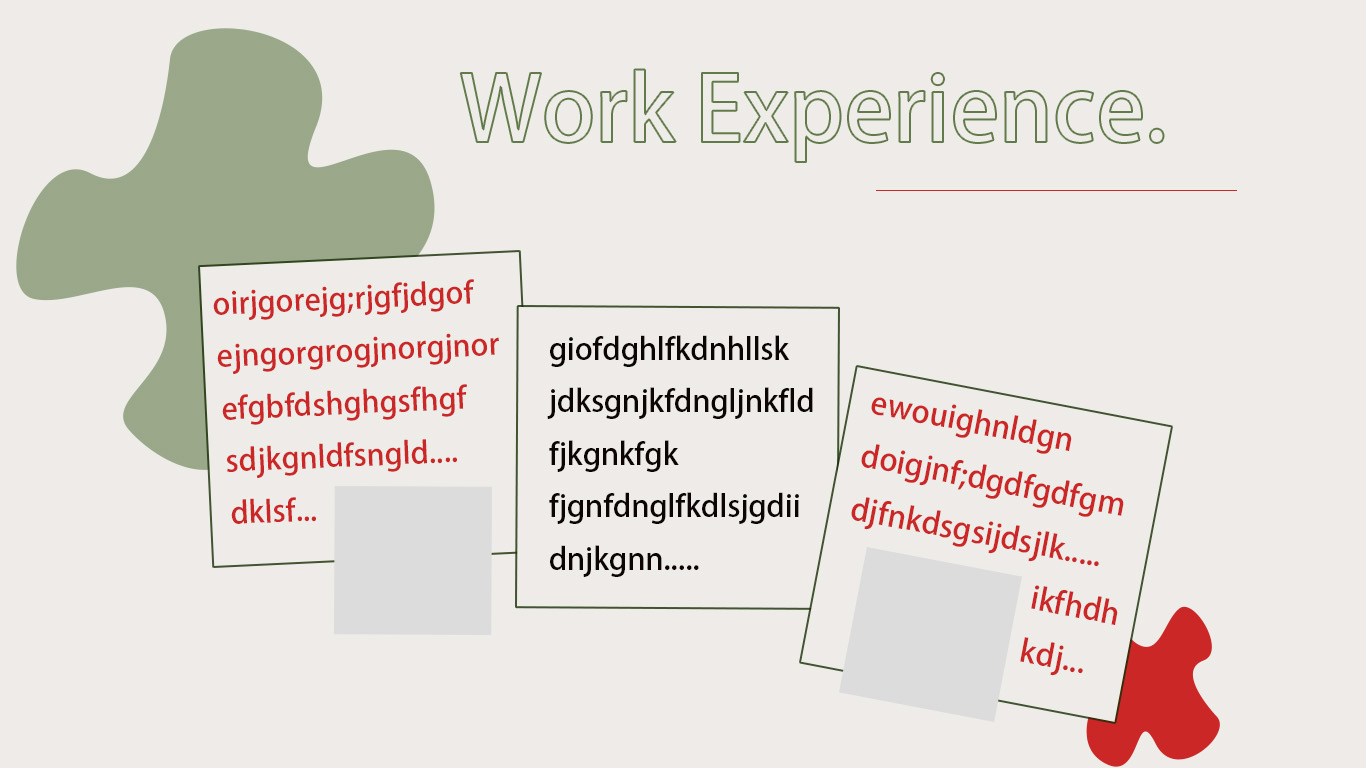 Work Experience.
oirjgorejg;rjgfjdgof
ejngorgrogjnorgjnor
efgbfdshghgsfhgf
sdjkgnldfsngld....
dklsf...
giofdghlfkdnhllsk
jdksgnjkfdngljnkfld
fjkgnkfgk
fjgnfdnglfkdlsjgdii
dnjkgnn.....
ewouighnldgn
doigjnf;dgdfgdfgm
djfnkdsgsijdsjlk.....
ikfhdh
kdj...